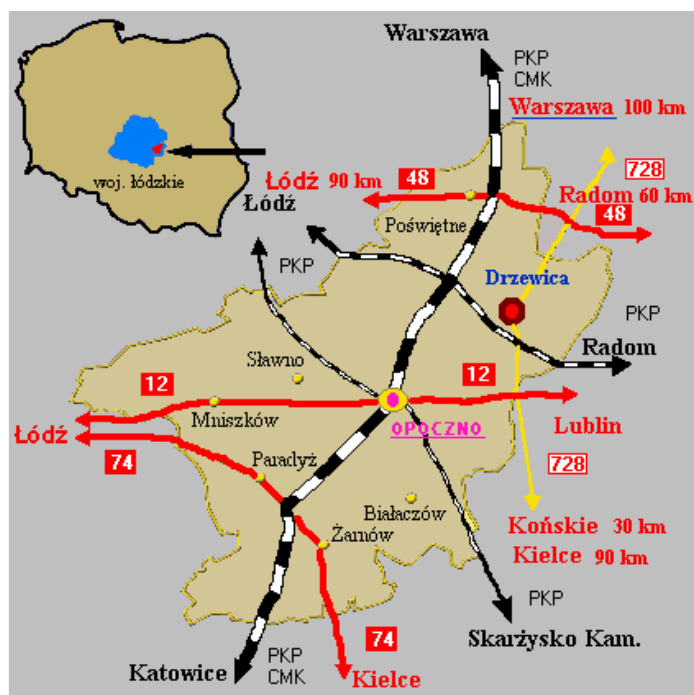 Warszawa
PKP
CMK
Warszawa 100 km
woj. łódzkie
Łódź 90 km
48
728
Radom 60 km
48
Łódź
Poświętne
PKP
Drzewica
PKP
Radom
Sławno
12
12
Mniszków
OPOCZNO
Lublin
Łódź
74
Paradyż
728
Białaczów
Końskie 30 km
Żarnów
Kielce 90 km
PKP
74
Skarżysko Kam.
Katowice
PKP
CMK
Kielce